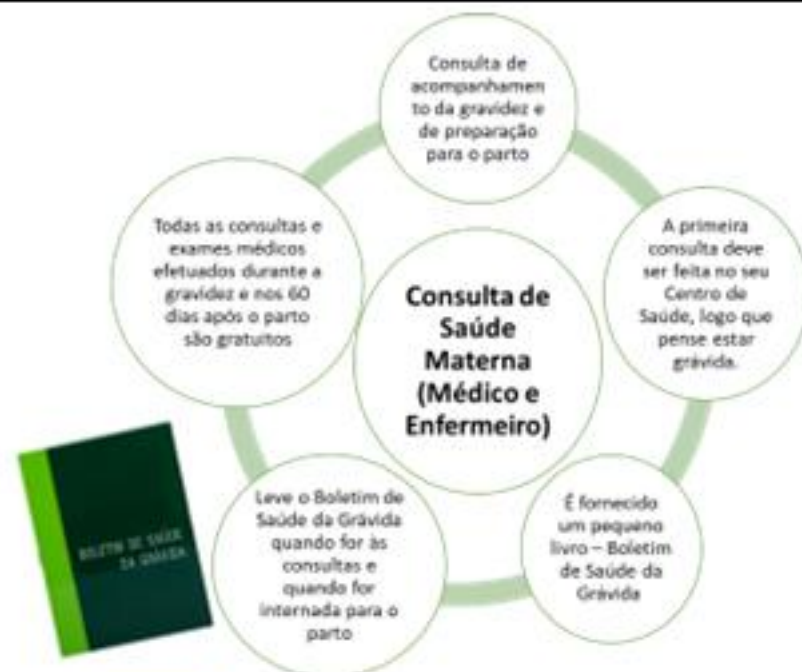 Consulta de
acompanhamen
to da gravidez e
de preparação
para o parto
A primeira
consulta deve
ser feita no seu
Centro de
Saúde, logo que
pense estar
grávida.
É fornecido
um pequeno
livro – Boletim
de Saúde da
Grávida
Leve o Boletim de
Saúde da Grávida
quando for às
consultas e
quando for
internada para o
parto
Todas as consultas e
exames médicos
efetuados durante a
gravidez e nos 60
dias após o parto
são gratuitos
Consulta de
Saúde
Materna
(Médico e
Enfermeiro)
BOLETIM DE SAÚDE
DA GRÁVIDA